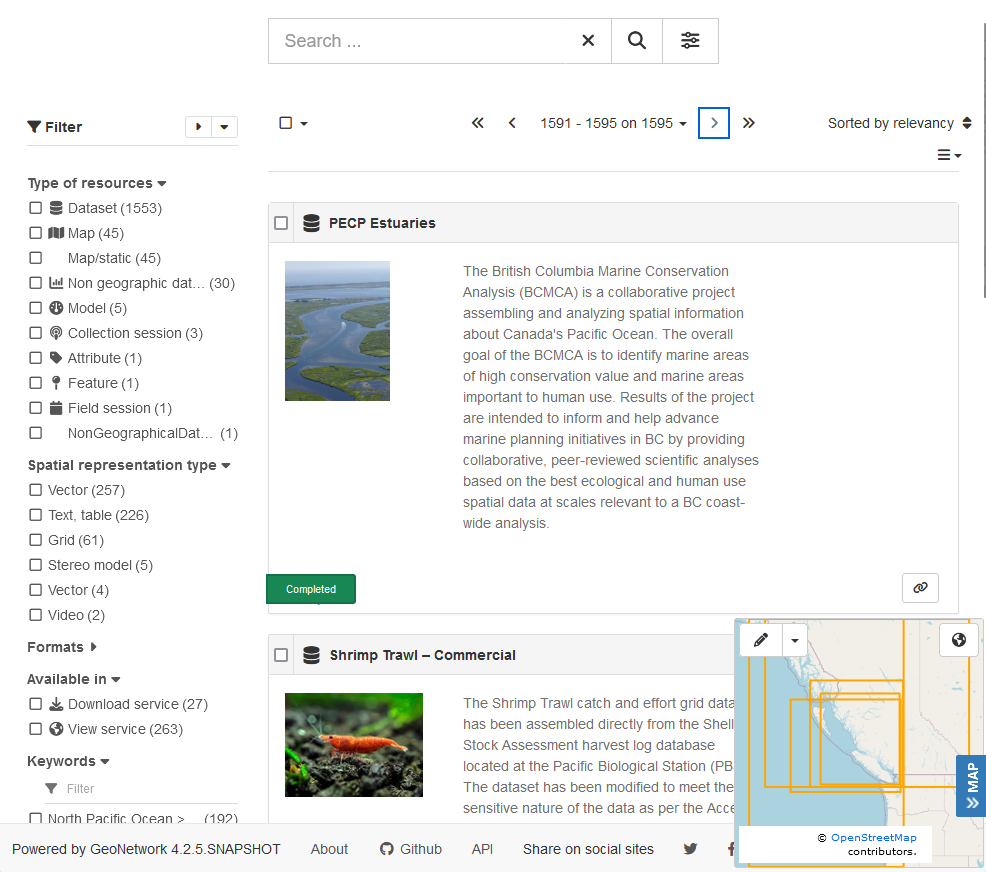 Search ...
Filter
1591 - 1595 on 1595
Sorted by relevancy
Type of resources
Dataset (1553)
Map (45)
Map/static (45)
Non geographic dat... (30)
Model (5)
Collection session (3)
Attribute (1)
Feature (1)
Field session (1)
NonGeographicalDat... (1)
Spatial representation type
Vector (257)
Text, table (226)
Grid (61)
Stereo model (5)
Vector (4)
Video (2)
Formats
Available in
Download service (27)
View service (263)
Keywords
Filter
North Pacific Ocean > (192)
PECP Estuaries
The British Columbia Marine Conservation
Analysis (BCMCA) is a collaborative project
assembling and analyzing spatial information
about Canada's Pacific Ocean. The overall
goal of the BCMCA is to identify marine areas
of high conservation value and marine areas
important to human use. Results of the project
are intended to inform and help advance
marine planning initiatives in BC by providing
collaborative, peer-reviewed scientific analyses
based on the best ecological and human use
spatial data at scales relevant to a BC coast-
wide analysis.
Completed
Shrimp Trawl – Commercial
The Shrimp Trawl catch and effort grid data
has been assembled directly from the Shell
Stock Assessment harvest log database
located at the Pacific Biological Station (PB
The dataset has been modified to meet the
sensitive nature of the data as per the Acce
MAP
© OpenStreetMap
contributors.
Powered by GeoNetwork 4.2.5.SNAPSHOT
About
Github
API
Share on social sites